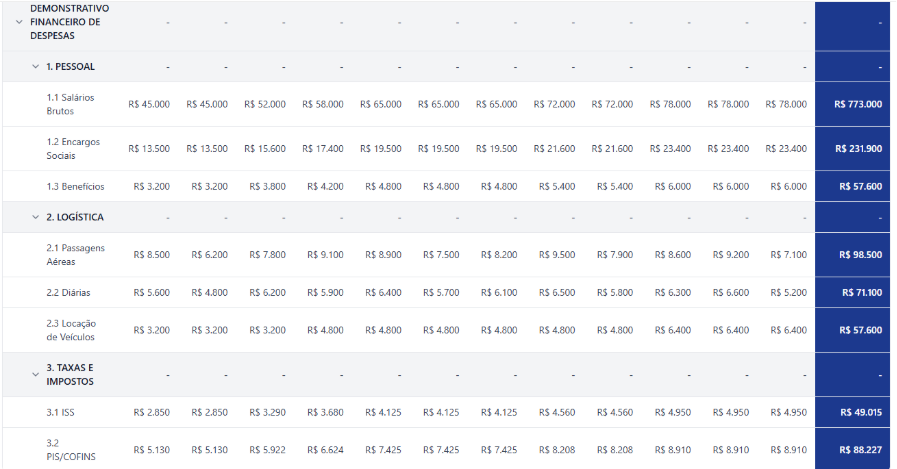 DEMONSTRATIVO
FINANCEIRO DE
DESPESAS
- - - - - - - - - - - - -
1. PESSOAL - - - - - - - - - - - - -
1.1 Salários
Brutos
R$ 45.000 R$ 45.000 R$ 52.000 R$ 58.000 R$ 65.000 R$ 65.000 R$ 65.000 R$ 72.000 R$ 72.000 R$ 78.000 R$ 78.000 R$ 78.000 R$ 773.000
1.2 Encargos
Sociais
R$ 13.500 R$ 13.500 R$ 15.600 R$ 17.400 R$ 19.500 R$ 19.500 R$ 19.500 R$ 21.600 R$ 21.600 R$ 23.400 R$ 23.400 R$ 23.400 R$ 231.900
1.3 Benefícios R$ 3.200 R$ 3.200 R$ 3.800 R$ 4.200 R$ 4.800 R$ 4.800 R$ 4.800 R$ 5.400 R$ 5.400 R$ 6.000 R$ 6.000 R$ 6.000 R$ 57.600
2. LOGÍSTICA - - - - - - - - - - - - -
2.1 Passagens
Aéreas
R$ 8.500 R$ 6.200 R$ 7.800 R$ 9.100 R$ 8.900 R$ 7.500 R$ 8.200 R$ 9.500 R$ 7.900 R$ 8.600 R$ 9.200 R$ 7.100 R$ 98.500
2.2 Diárias R$ 5.600 R$ 4.800 R$ 6.200 R$ 5.900 R$ 6.400 R$ 5.700 R$ 6.100 R$ 6.500 R$ 5.800 R$ 6.300 R$ 6.600 R$ 5.200 R$ 71.100
2.3 Locação
de Veículos
R$ 3.200 R$ 3.200 R$ 3.200 R$ 4.800 R$ 4.800 R$ 4.800 R$ 4.800 R$ 4.800 R$ 4.800 R$ 6.400 R$ 6.400 R$ 6.400 R$ 57.600
3. TAXAS E
IMPOSTOS
- - - - - - - - - - - - -
3.1 ISS R$ 2.850 R$ 2.850 R$ 3.290 R$ 3.680 R$ 4.125 R$ 4.125 R$ 4.125 R$ 4.560 R$ 4.560 R$ 4.950 R$ 4.950 R$ 4.950 R$ 49.015
3.2
PIS/COFINS
R$ 5.130 R$ 5.130 R$ 5.922 R$ 6.624 R$ 7.425 R$ 7.425 R$ 7.425 R$ 8.208 R$ 8.208 R$ 8.910 R$ 8.910 R$ 8.910 R$ 88.227